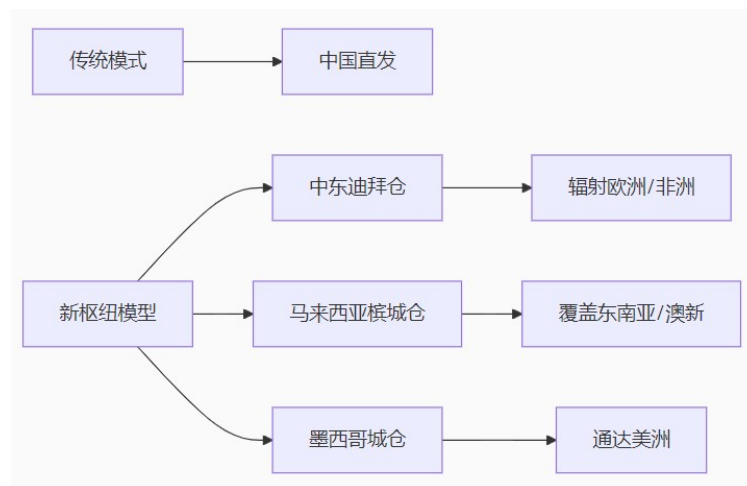 传统模式
中国直发
中东迪拜仓
辐射欧洲/非洲
新枢纽模型
马来西亚槟城仓
覆盖东南亚/澳新
墨西哥城仓
通达美洲